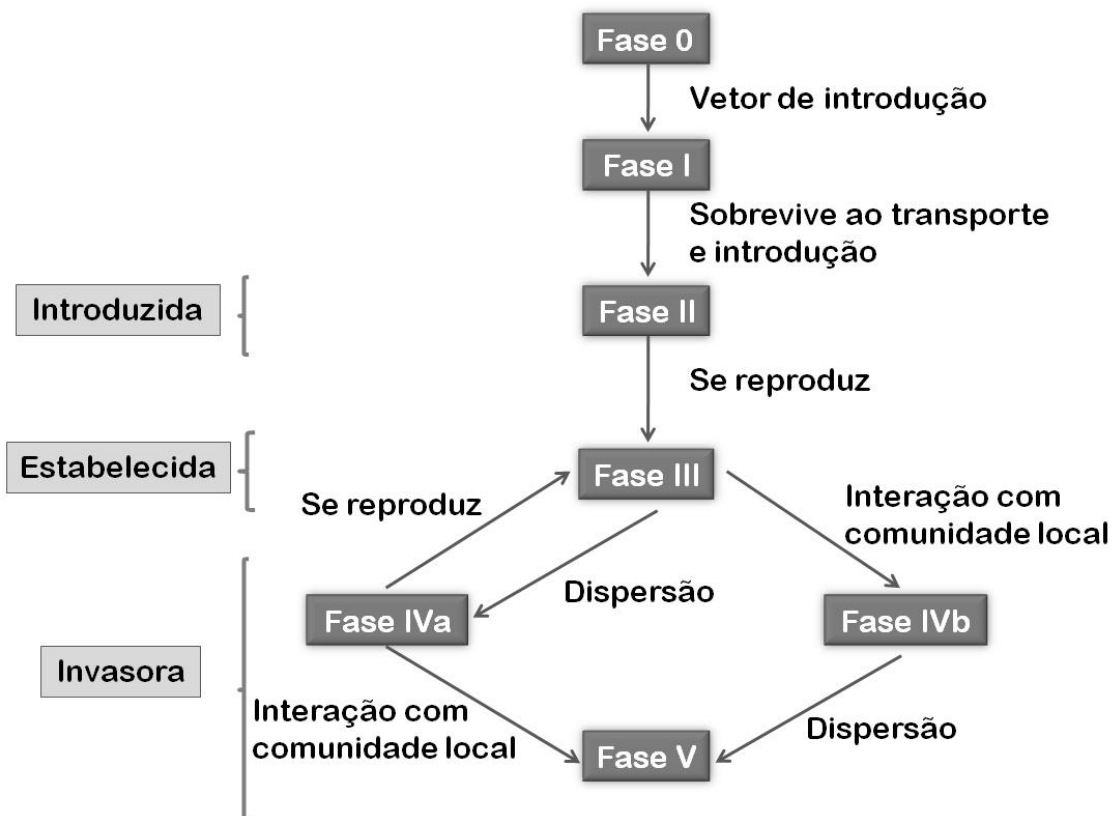 Fase 0
Vetor de introdução
Fase I
Sobrevive ao transporte
e introdução
Introduzida
Fase II
Se reproduz
Estabelecida
Fase III
Se reproduz
Interação com
comunidade local
Dispersão
Fase IVa
Fase IVb
Invasora
Interação com
comunidade local
Dispersão
Fase V